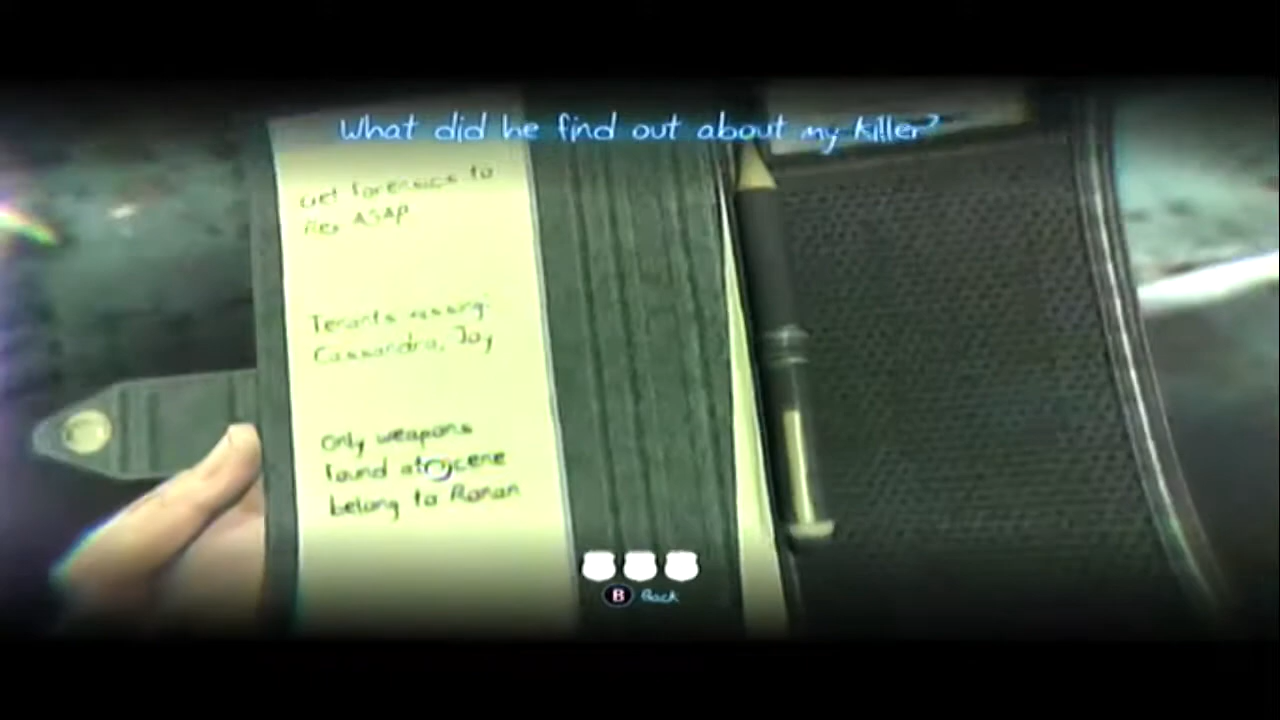 What did he find out about my killer?
Get forensics to
ASAP
Tenants missing:
Cassandra, Joy
Only weapons
found at scene
belong to Ronan
B Back